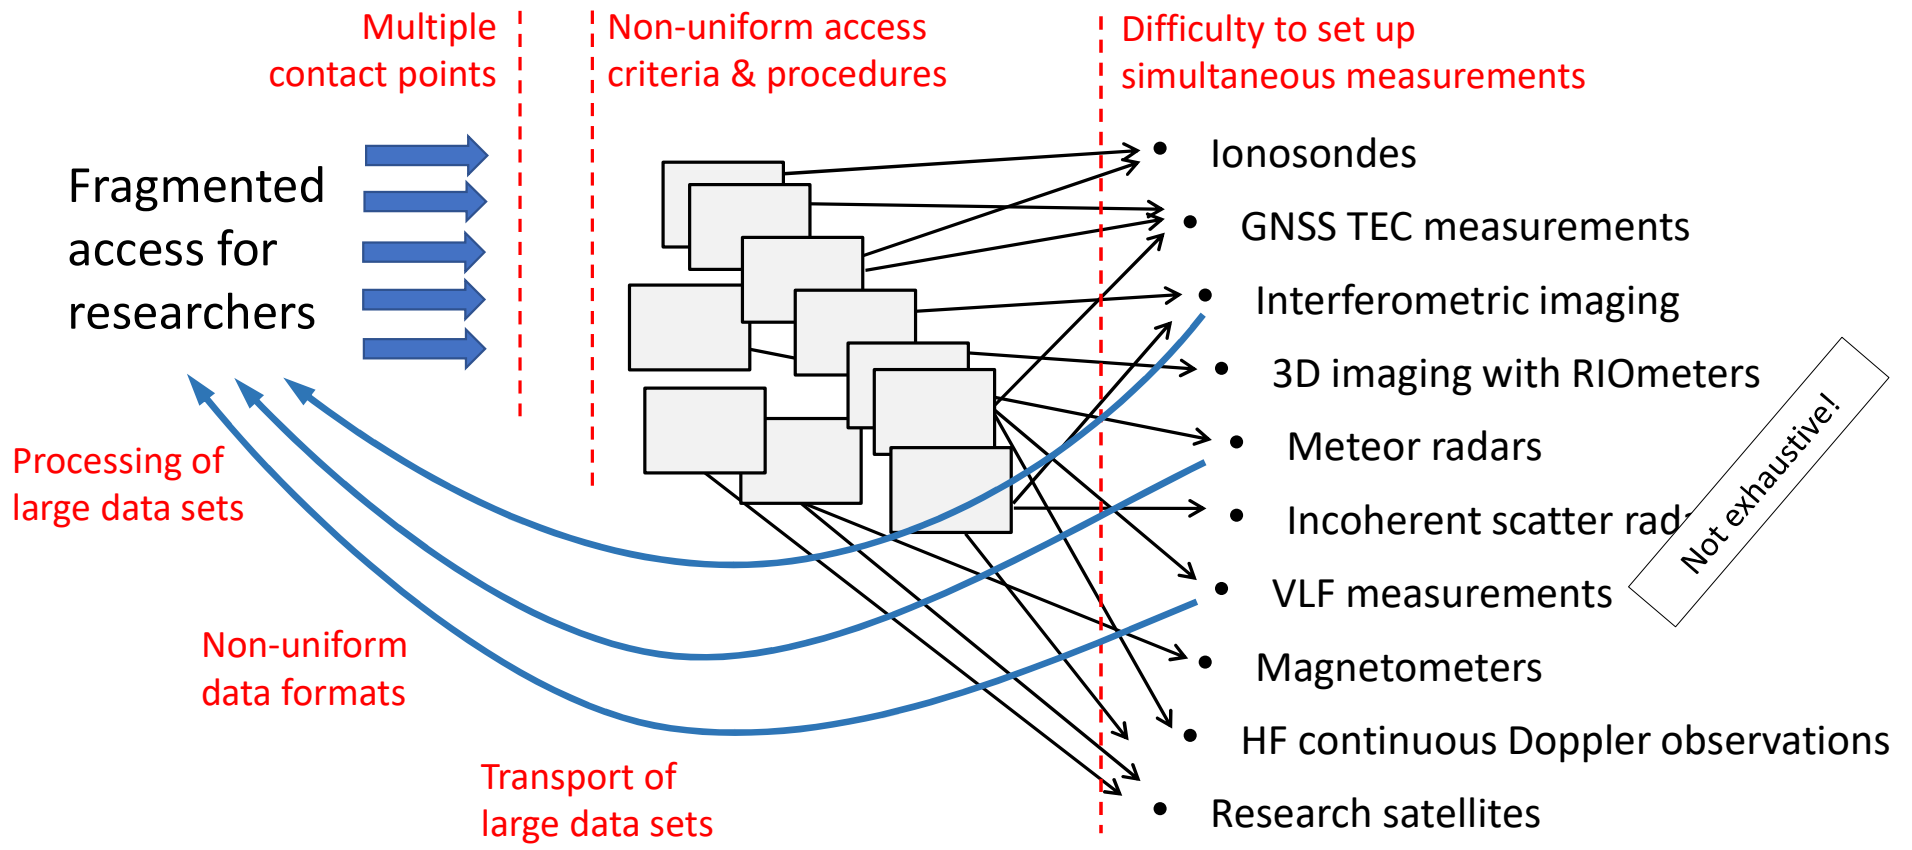 Multiple
contact points
Non-uniform access
criteria & procedures
Difficulty to set up
simultaneous measurements
Fragmented
access for
researchers
• Ionosondes
• GNSS TEC measurements
• Interferometric imaging
• 3D imaging with RIOmeters
• Meteor radars
• Incoherent scatter
• VLF measurements
• Magnetometers
• HF continuous Doppler observations
• Research satellites
Not exhaustive!
Processing of
large data sets
Non-uniform
data formats
Transport of
large data sets